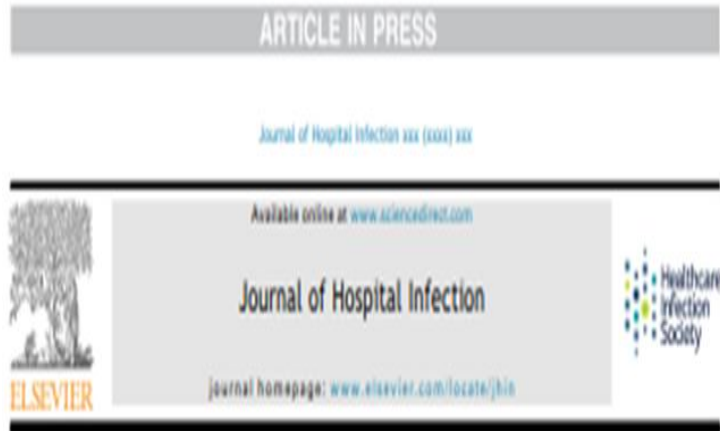 ARTICLE IN PRESS
Journal of Hospital Infection xxx (xxxx) xxx
Available online at www.sciencedirect.com
Journal of Hospital Infection
journal homepage: www.elsevier.com/locate/jhin
ELSEVIER
Healthcare
Infection
Society